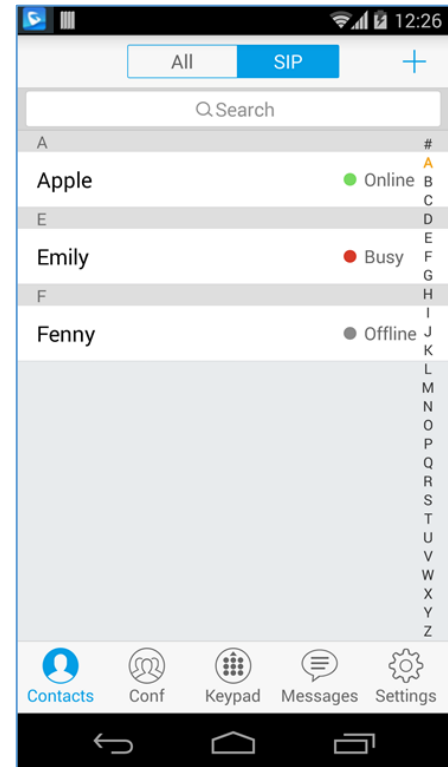 12:26
All SIP
Search
A
Apple Online
E
Emily Busy
F
Fenny Offline
#
A
B
C
D
E
F
G
H
I
J
K
L
M
N
O
P
Q
R
S
T
U
V
W
X
Y
Z
Contacts Conf Keypad Messages Settings